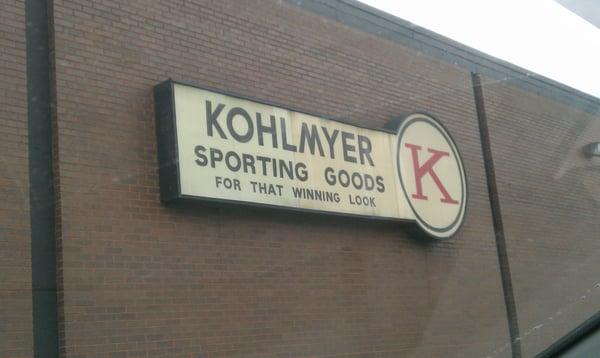 KOHLMYER
SPORTING GOODS
FOR THAT WINNING LOOK
K